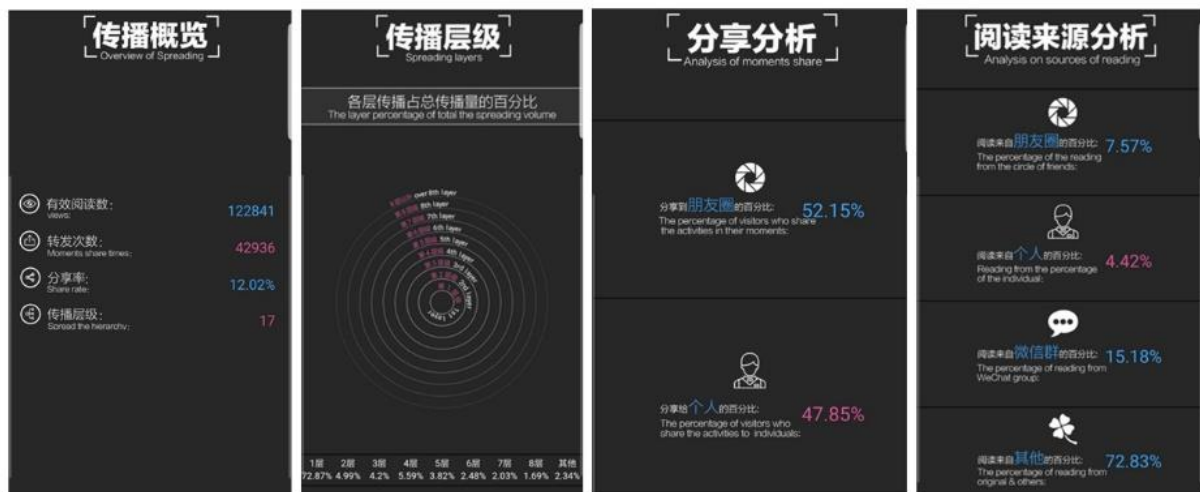 传播概览
Overview of Spreading
有效阅读数:
views:
122841
转发次数:
Moments share times:
42936
分享率:
Share rate:
12.02%
传播层级:
Spread the hierarchy:
17
传播层级
Spreading layers
各层传播占总传播量的百分比
The layer percentage of total the spreading volume
over 8th layer
8th layer
7th layer
6th layer
5th layer
4th layer
3rd layer
2nd layer
1st layer
1层 2层 3层 4层 5层 6层 7层 8层 其他
72.87% 4.99% 4.2% 5.59% 3.82% 2.48% 2.03% 1.69% 2.34%
分享分析
Analysis of moments share
分享到朋友圈的百分比:
52.15%
The percentage of visitors who share
the activities in their moments:
分享给个人的百分比:
47.85%
The percentage of visitors who
share the activities to individuals:
阅读来源分析
Analysis on sources of reading
阅读来自朋友圈的百分比:
7.57%
The percentage of the reading
from the circle of friends:
阅读来自个人的百分比:
4.42%
Reading from the percentage
of the individual:
阅读来自微信群的百分比:
15.18%
The percentage of reading from
WeChat group:
阅读来自其他的百分比:
72.83%
The percentage of reading from
original & others: